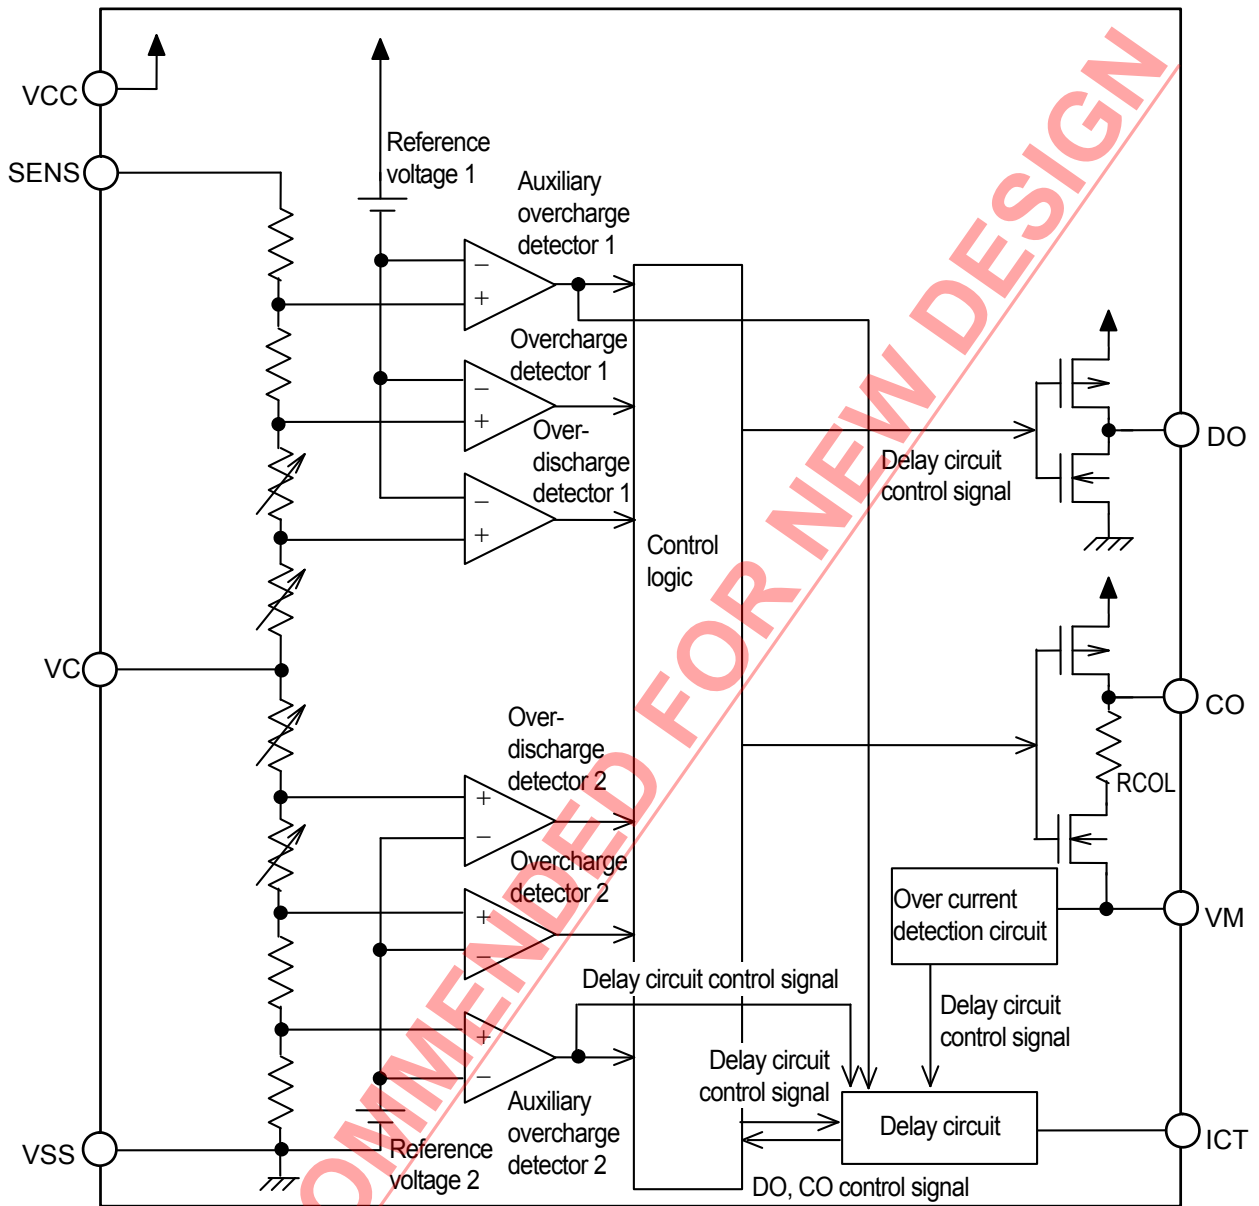 VCC
SENS
Reference
voltage 1
Auxiliary
overcharge
detector 1
−
+
Overcharge
detector 1
−
+
Over-
discharge
detector 1
−
+
Control
logic
Delay circuit
control signal
DO
VC
CO
RCOL
Over-
discharge
detector 2
+
−
Overcharge
detector 2
+
−
Over current
detection circuit
VM
Delay circuit control signal
Delay circuit
control signal
+
−
Delay circuit
control signal
Auxiliary
overcharge
detector 2
Delay circuit
ICT
VSS
Reference
voltage 2
DO, CO control signal
OMMENDED FOR NEW DESIGN